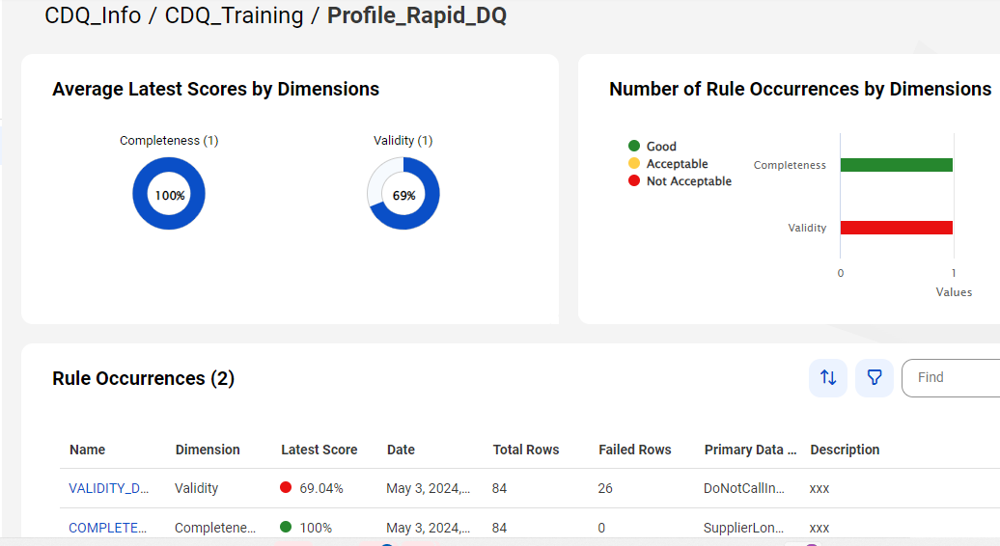 CDQ_Info / CDQ_Training / Profile_Rapid_DQ
Average Latest Scores by Dimensions
Completeness (1)
100%
Validity (1)
69%
Number of Rule Occurrences by Dimensions
Good
Acceptable
Not Acceptable
Completeness
Validity
0 1
Values
Rule Occurrences (2)
Find
Name Dimension Latest Score Date Total Rows Failed Rows Primary Data ... Description
VALIDITY_D... Validity 69.04% May 3, 2024,... 84 26 DoNotCallIn... xxx
COMPLETE... Completene... 100% May 3, 2024,... 84 0 SupplierLon... xxx